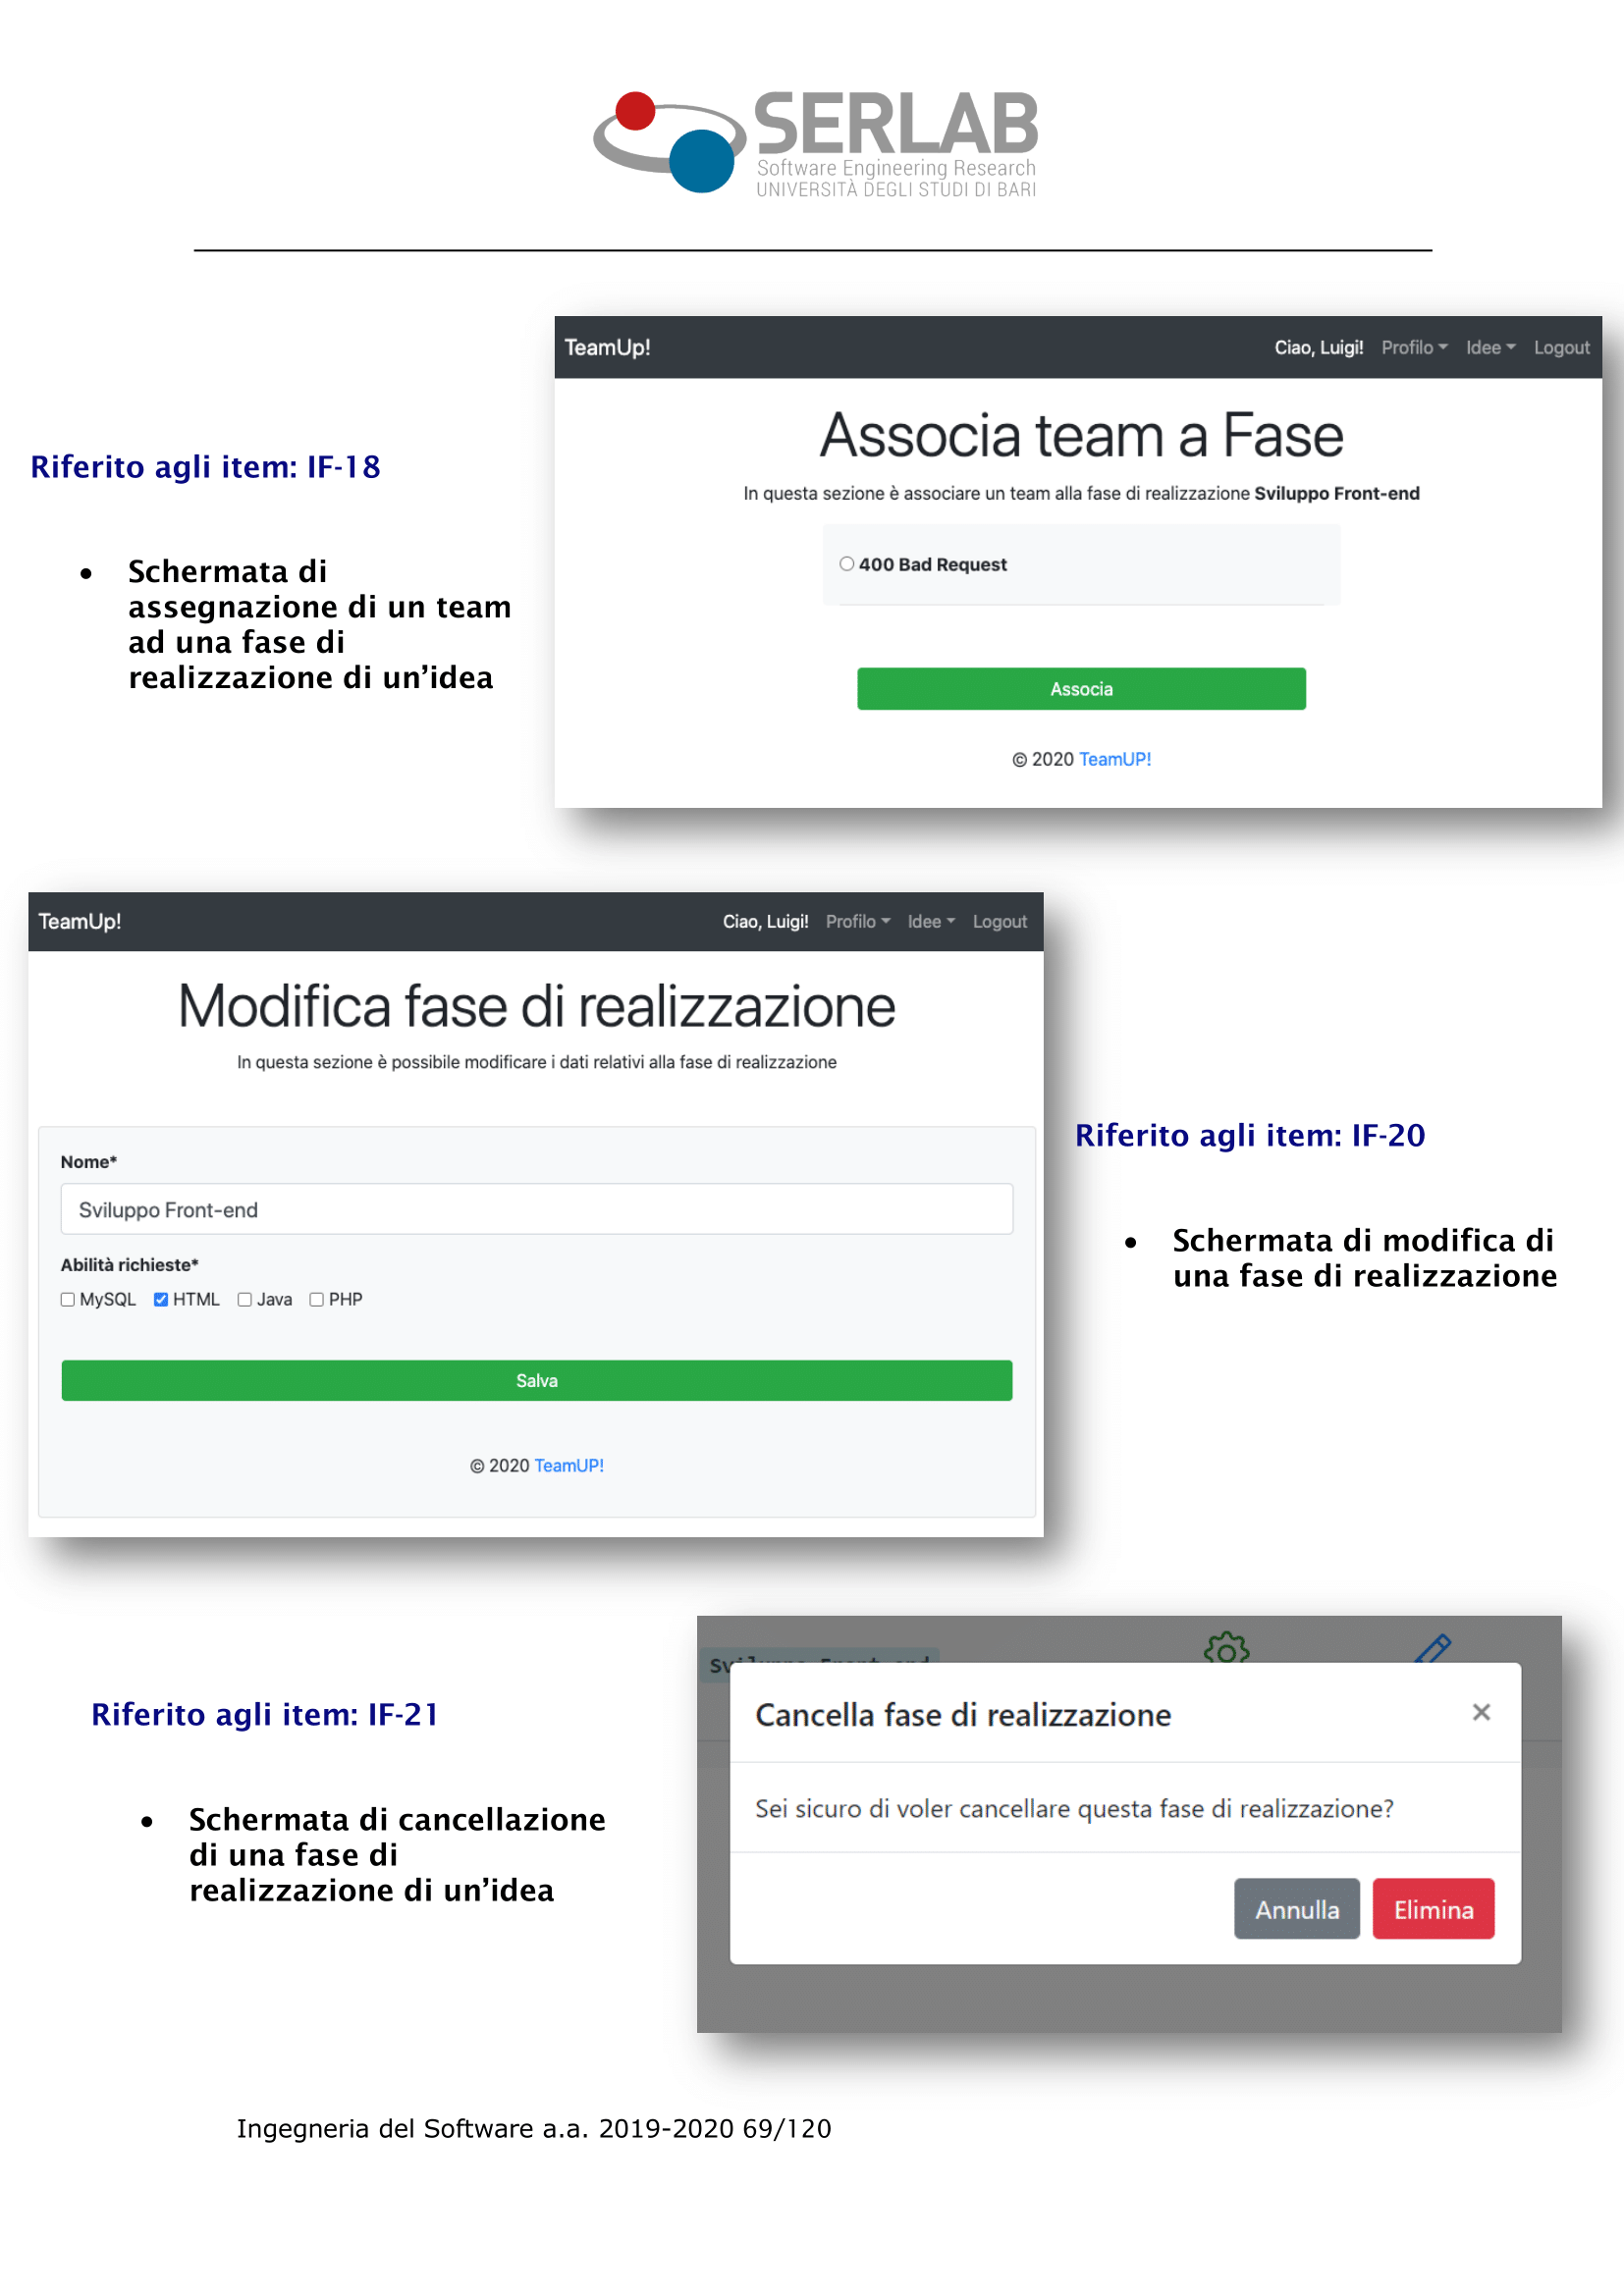 SERLAB
Software Engineering Research
UNIVERSITÀ DEGLI STUDI DI BARI
TeamUp!
Ciao, Luigi! Profilo Idee Logout
Associa team a Fase
In questa sezione è associare un team alla fase di realizzazione Sviluppo Front-end
400 Bad Request
Associa
© 2020 TeamUP!
Riferito agli item: IF-18
• Schermata di
assegnazione di un team
ad una fase di
realizzazione di un’idea
TeamUp!
Ciao, Luigi! Profilo Idee Logout
Modifica fase di realizzazione
In questa sezione è possibile modificare i dati relativi alla fase di realizzazione
Nome*
Sviluppo Front-end
Abilità richieste*
MySQL HTML Java PHP
Salva
© 2020 TeamUP!
Riferito agli item: IF-20
• Schermata di modifica di
una fase di realizzazione
Riferito agli item: IF-21
• Schermata di cancellazione
di una fase di
realizzazione di un’idea
Sviluppo Front-end
Cancella fase di realizzazione ×
Sei sicuro di voler cancellare questa fase di realizzazione?
Annulla Elimina
Ingegneria del Software a.a. 2019-2020 69/120